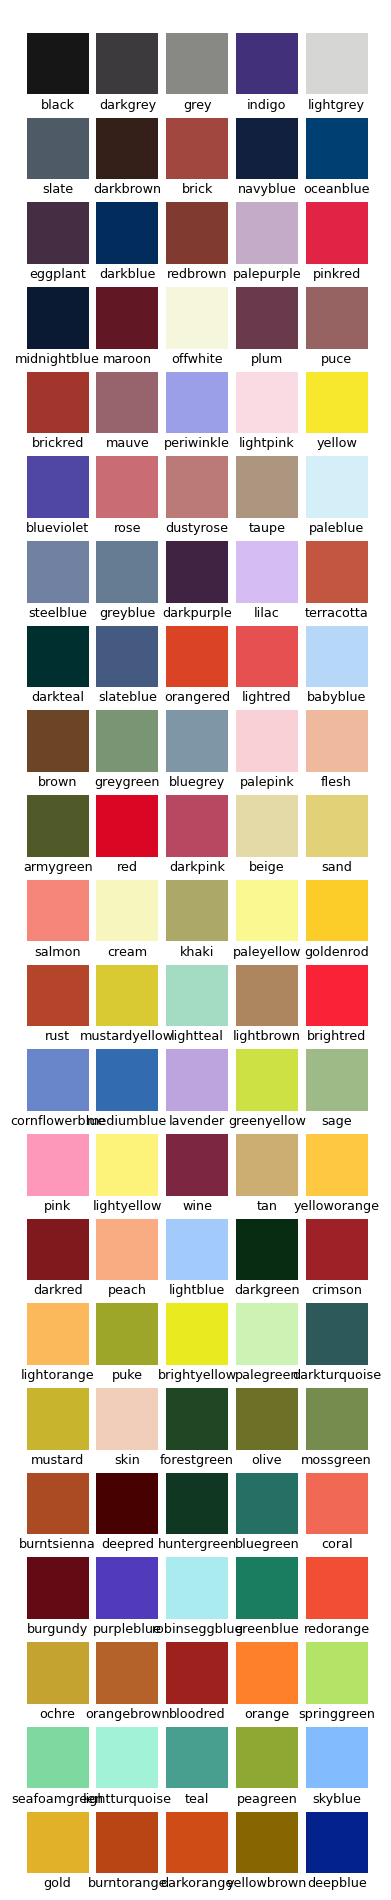 black darkgrey grey indigo lightgrey
slate darkbrown brick navyblue oceanblue
eggplant darkblue redbrown palepurple pinkred
midnightblue maroon offwhite plum puce
brickred mauve periwinkle lightpink yellow
blueviolet rose dustyrose taupe paleblue
steelblue greyblue darkpurple lilac terracotta
darkteal slateblue orangered lightred babyblue
brown greygreen bluegrey palepink flesh
armygreen red darkpink beige sand
salmon cream khaki paleyellow goldenrod
rust mustardyellow lightteal lightbrown brightred
cornflowerblue mediumblue lavender greenyellow sage
pink lightyellow wine tan yelloworange
darkred peach lightblue darkgreen crimson
lightorange puke brightyellow palegreen darkturquoise
mustard skin forestgreen olive mossgreen
burntsienna deepred huntergreen bluegreen coral
burgundy purpleblue robinseggblue greenblue redorange
ochre orangebrown bloodred orange springgreen
seafoamgreen lightturquoise teal peagreen skyblue
gold burntorange darkorange yellowbrown deepblue